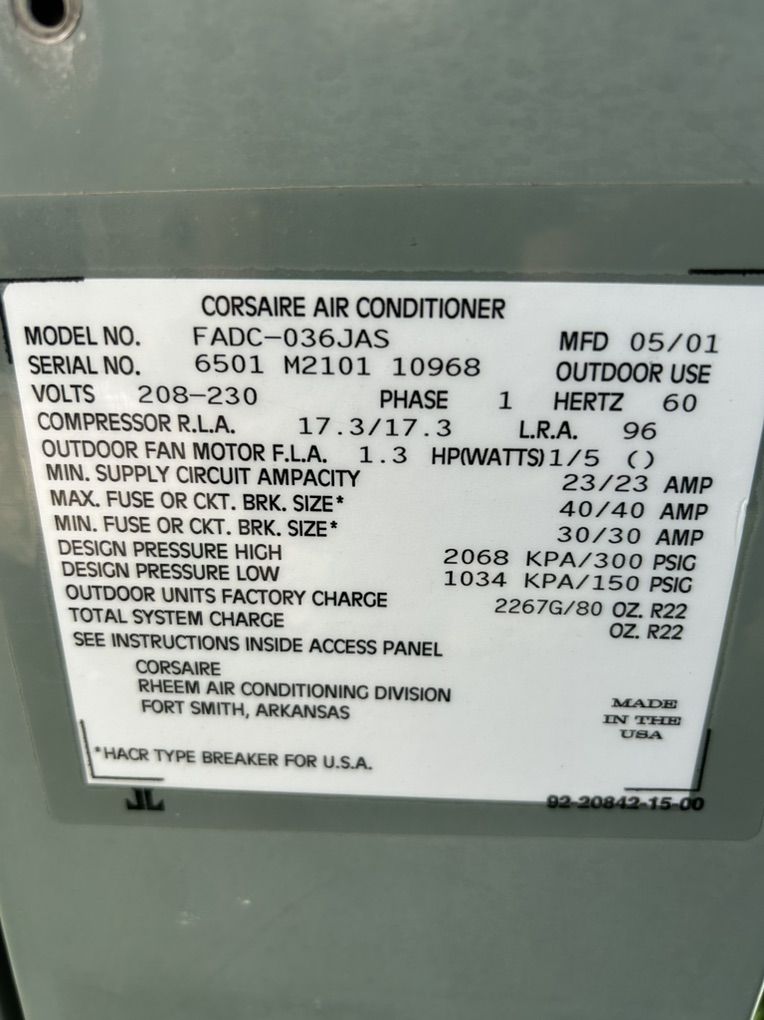 CORSAIRE AIR CONDITIONER
MODEL NO. FADC-036JAS MFD 05/01
SERIAL NO. 6501 M2101 10968 OUTDOOR USE
VOLTS 208-230 PHASE 1 HERTZ 60
COMPRESSOR R.L.A. 17.3/17.3 L.R.A. 96
OUTDOOR FAN MOTOR F.L.A. 1.3 HP(WATTS)1/5 ()
MIN. SUPPLY CIRCUIT AMPACITY 23/23 AMP
MAX. FUSE OR CKT. BRK. SIZE* 40/40 AMP
MIN. FUSE OR CKT. BRK. SIZE* 30/30 AMP
DESIGN PRESSURE HIGH 2068 KPA/300 PSIG
DESIGN PRESSURE LOW 1034 KPA/150 PSIG
OUTDOOR UNITS FACTORY CHARGE 2267G/80 OZ. R22
TOTAL SYSTEM CHARGE OZ. R22
SEE INSTRUCTIONS INSIDE ACCESS PANEL
CORSAIRE
RHEEM AIR CONDITIONING DIVISION
FORT SMITH, ARKANSAS
MADE
IN THE
USA
*HACR TYPE BREAKER FOR U.S.A.
92-20842-15-00